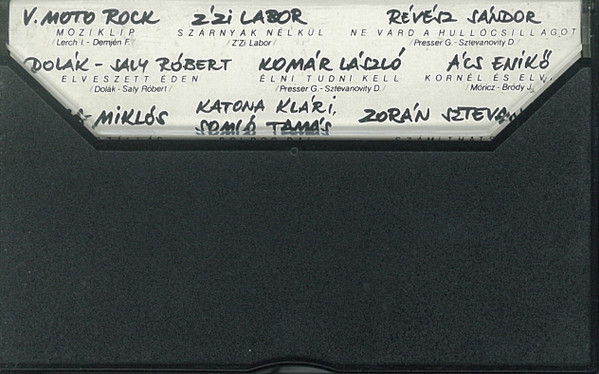 V. MOTO ROCK Z'ZI LABOR RÉVÉSZ SÁNDOR
MOZIKLIP SZÁRNYAK NÉLKÜL NE VÁRD A HULLÓCSILLAGOT
/Lerch I. - Demjén F./ /Z'Zi Labor/ /Presser G.- Sztevanovity D./
DOLÁK - SALY RÓBERT KOMÁR LÁSZLÓ ÁCS ENIKŐ
ELVESZETT ÉDEN ÉLNI TUDNI KELL KORNÉL ÉS ELV
/Dolák - Saly Róbert/ /Presser G.- Sztevanovity D./ /Móricz - Bródy J.
MIKLÓS KATONA KLÁRI, ZORÁN
SOMLÓ TAMÁS